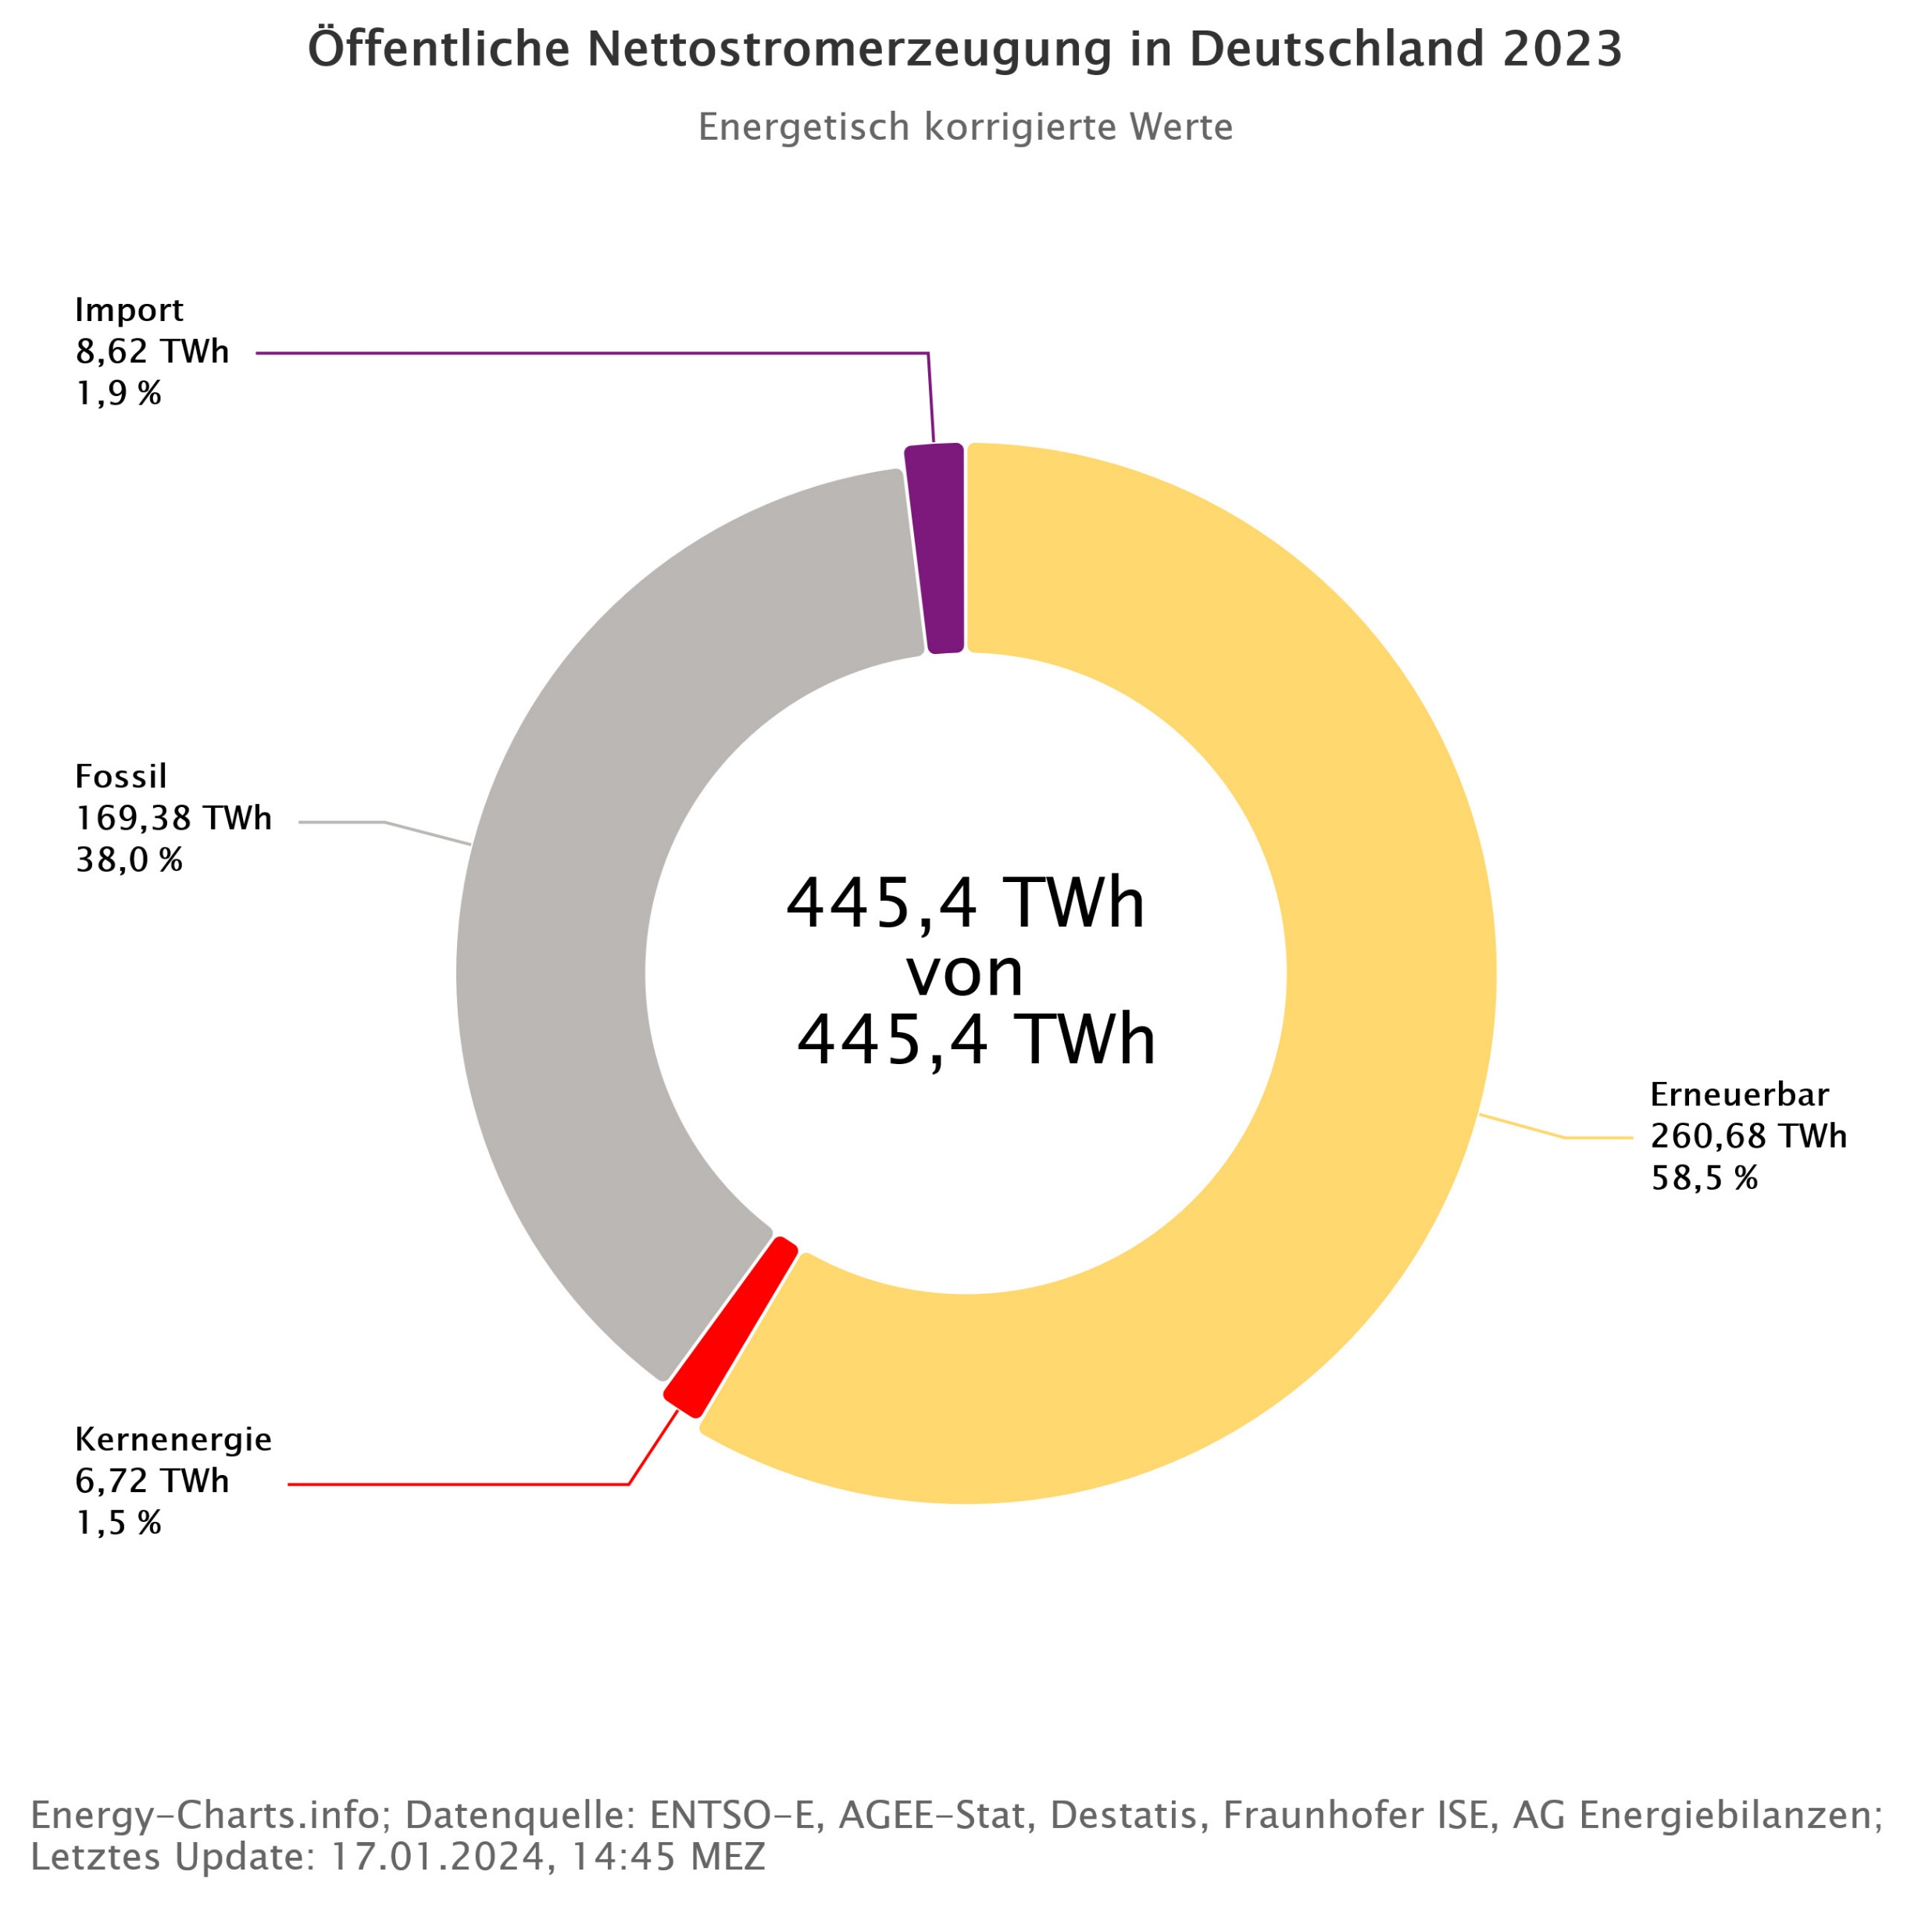 Öffentliche Nettostromerzeugung in Deutschland 2023
Energetisch korrigierte Werte
Import
8,62 TWh
1,9 %
Fossil
169,38 TWh
38,0 %
445,4 TWh
von
445,4 TWh
Erneuerbar
260,68 TWh
58,5 %
Kernenergie
6,72 TWh
1,5 %
Energy-Charts.info; Datenquelle: ENTSO-E, AGEE-Stat, Destatis, Fraunhofer ISE, AG Energiebilanzen;
Letztes Update: 17.01.2024, 14:45 MEZ